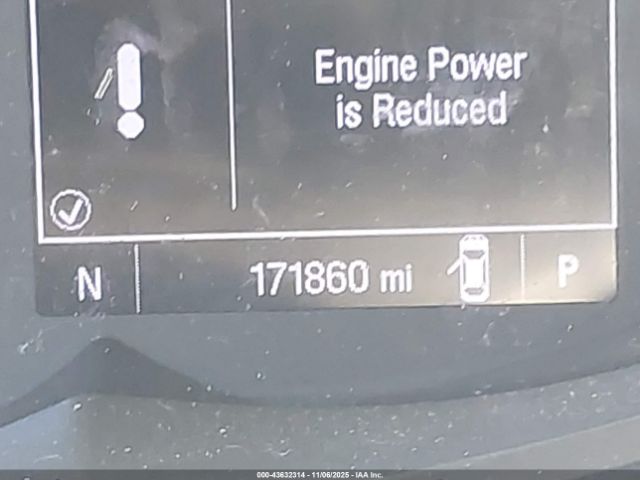 Engine Power
is Reduced
N 171860 mi P
000-43632314 - 11/06/2025 - IAA Inc.